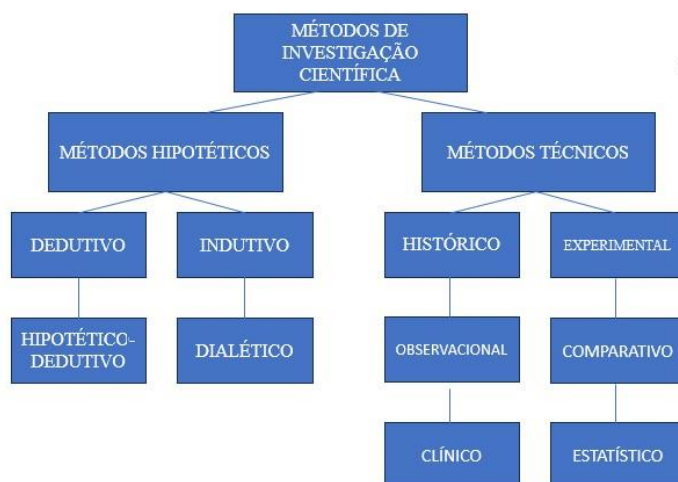 MÉTODOS DE
INVESTIGAÇÃO
CIENTÍFICA
MÉTODOS HIPOTÉTICOS
MÉTODOS TÉCNICOS
DEDUTIVO
INDUTIVO
HISTÓRICO
EXPERIMENTAL
HIPOTÉTICO-
DEDUTIVO
DIALÉTICO
OBSERVACIONAL
COMPARATIVO
CLÍNICO
ESTATÍSTICO